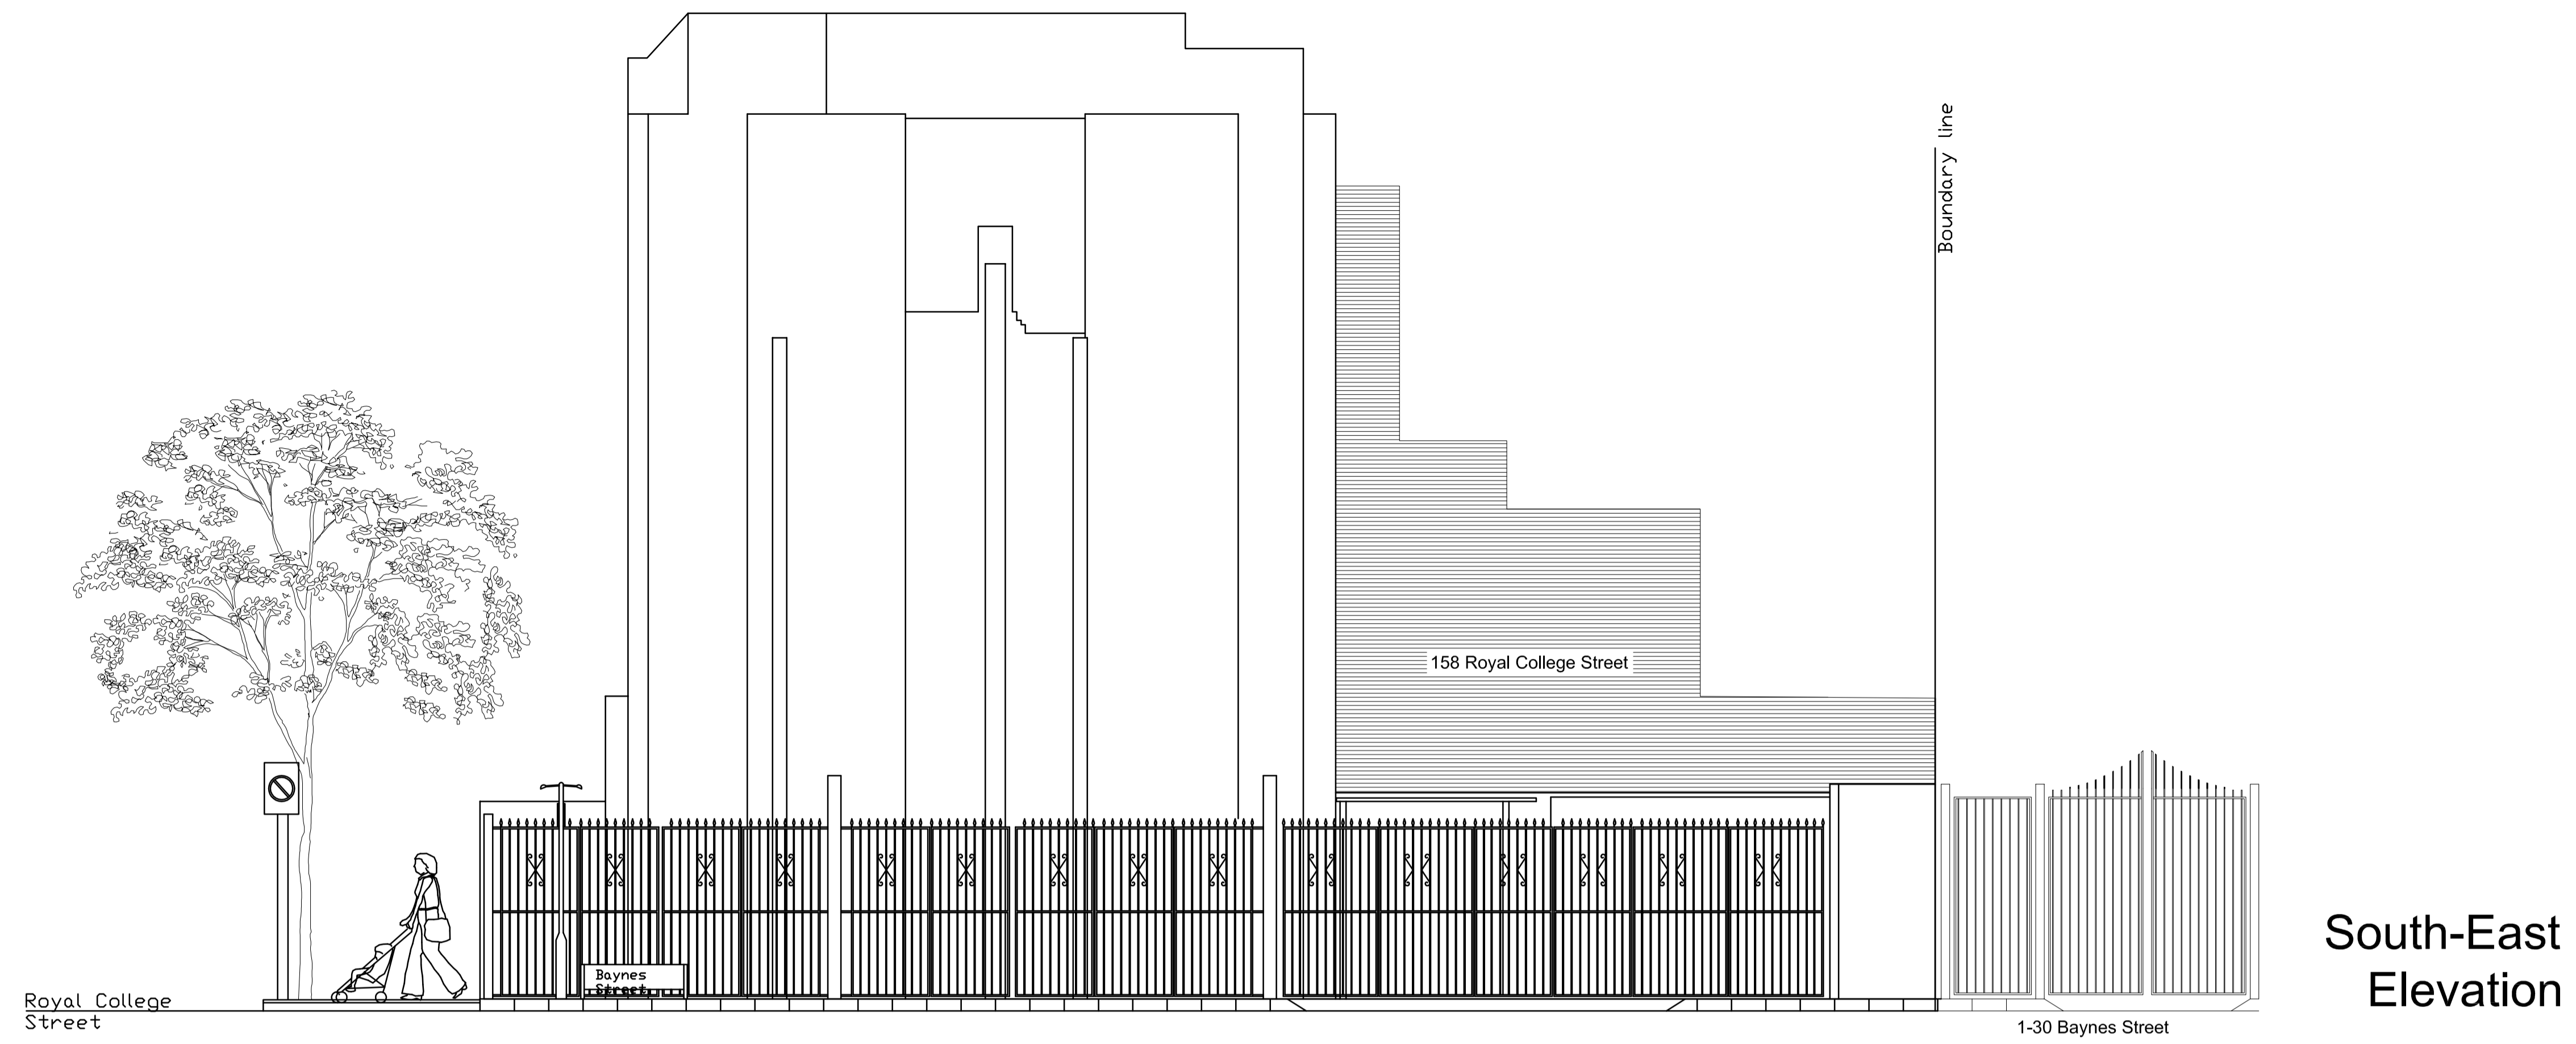 Boundary line
158 Royal College Street
Baynes
Street
Royal College
Street
1-30 Baynes Street
South-East
Elevation